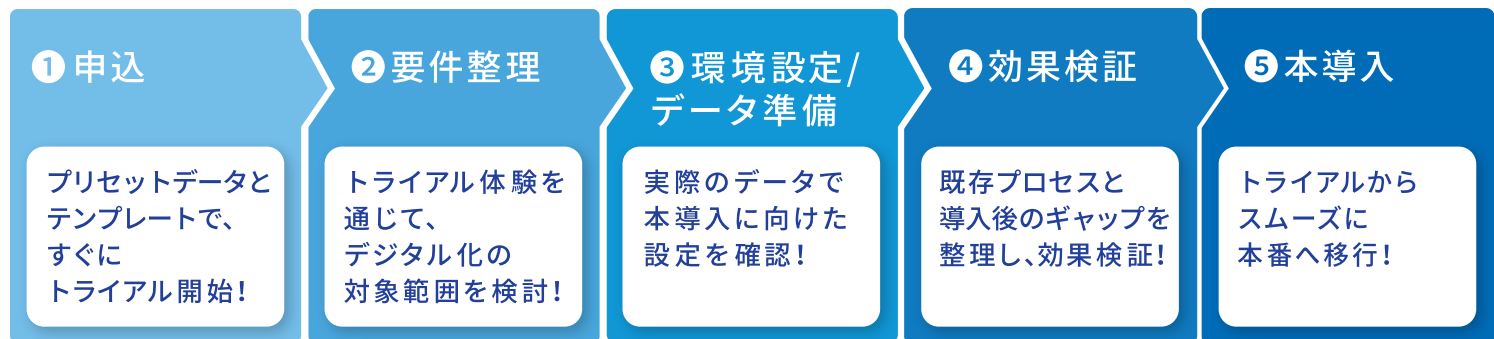 ❶申込
プリセットデータと
テンプレートで、
すぐに
トライアル開始!
❷要件整理
トライアル体験を
通じて、
デジタル化の
対象範囲を検討!
❸環境設定/
データ準備
実際のデータで
本導入に向けた
設定を確認!
❹効果検証
既存プロセスと
導入後のギャップを
整理し、効果検証!
❺本導入
トライアルから
スムーズに
本番へ移行!